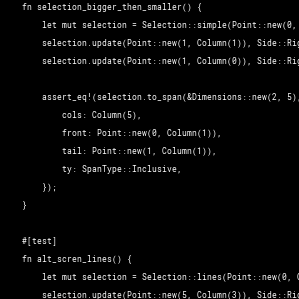 fn selection_bigger_then_smaller() {
let mut selection = Selection::simple(Point::new(0,
selection.update(Point::new(1, Column(1)), Side::Rig
selection.update(Point::new(1, Column(0)), Side::Rig
assert_eq!(selection.to_span(&Dimensions::new(2, 5)
cols: Column(5),
front: Point::new(0, Column(1)),
tail: Point::new(1, Column(1)),
ty: SpanType::Inclusive,
});
}
#[test]
fn alt_scren_lines() {
let mut selection = Selection::lines(Point::new(0, C
selection.update(Point::new(5, Column(3)), Side::Rig